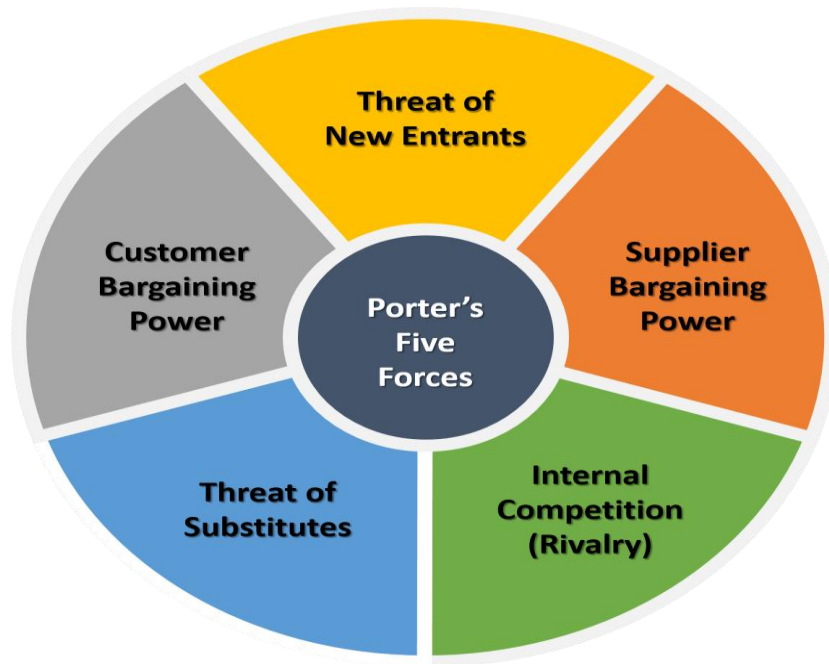 Threat of
New Entrants
Customer
Bargaining
Power
Supplier
Bargaining
Power
Porter’s
Five
Forces
Threat of
Substitutes
Internal
Competition
(Rivalry)